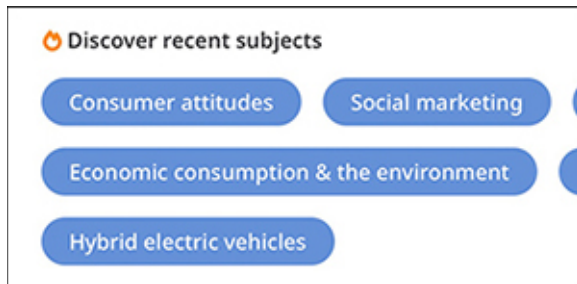 Discover recent subjects
Consumer attitudes Social marketing
Economic consumption & the environment
Hybrid electric vehicles